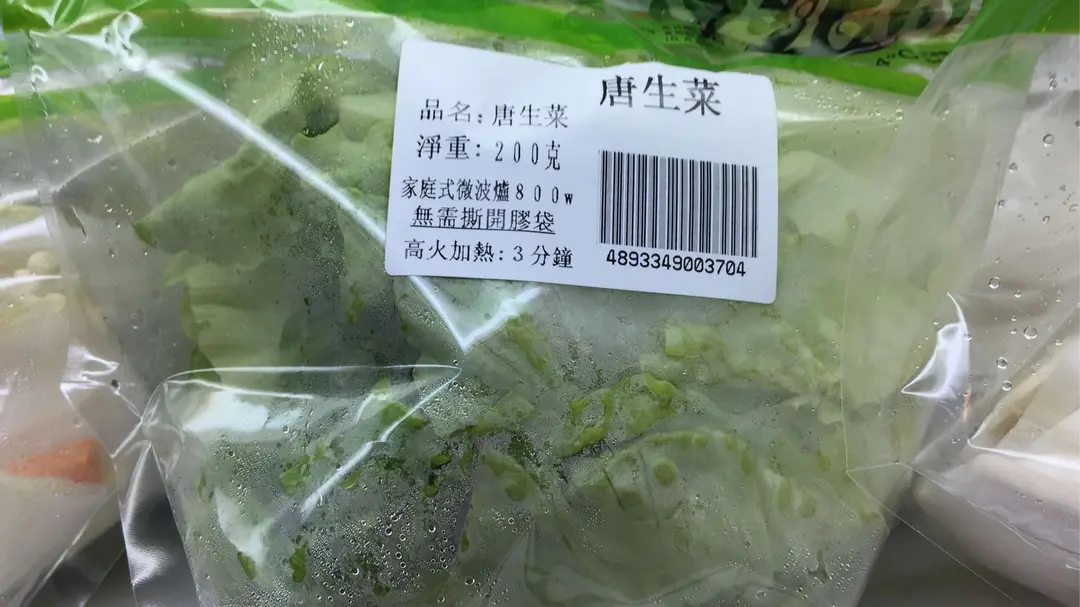 唐生菜
品名:唐生菜
淨重:200克
家庭式微波爐800w
無需撕開膠袋
高火加熱:3分鐘
4893349003704
4°C